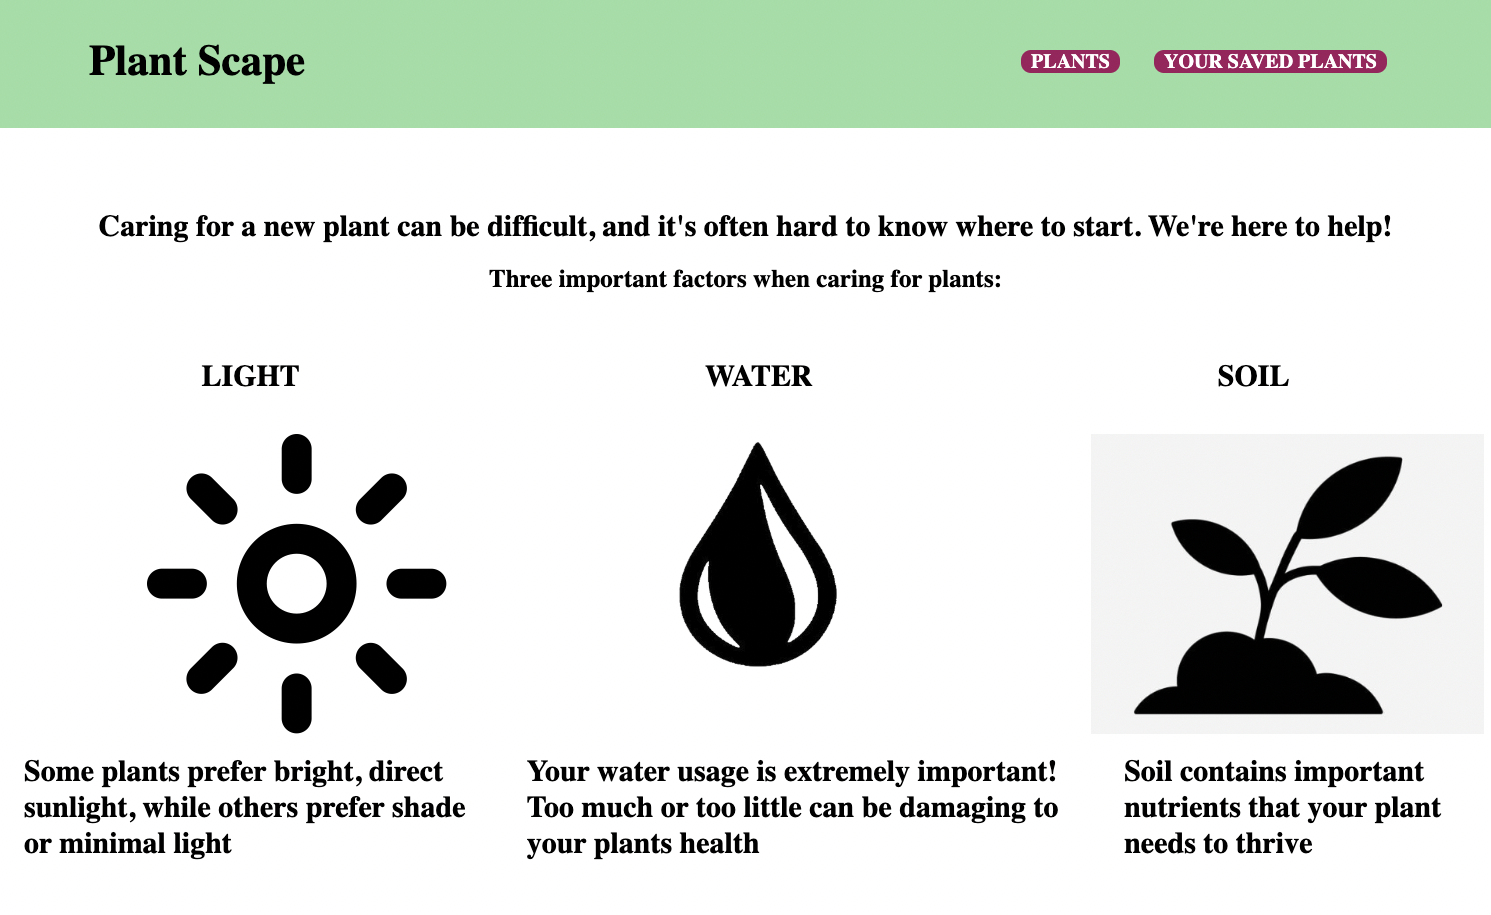 Plant Scape
PLANTS
YOUR SAVED PLANTS
Caring for a new plant can be difficult, and it's often hard to know where to start. We're here to help!
Three important factors when caring for plants:
LIGHT
WATER
SOIL
Some plants prefer bright, direct
sunlight, while others prefer shade
or minimal light
Your water usage is extremely important!
Too much or too little can be damaging to
your plants health
Soil contains important
nutrients that your plant
needs to thrive